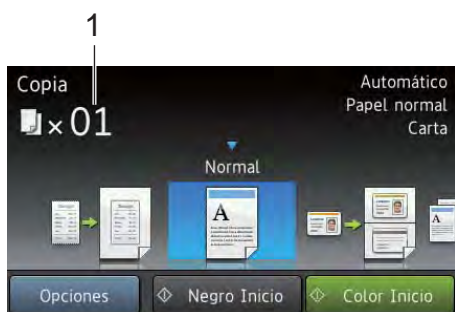 1
Copia
Automático
×01
Papel normal
Carta
Normal
A
A
Opciones
Negro Inicio
Color Inicio